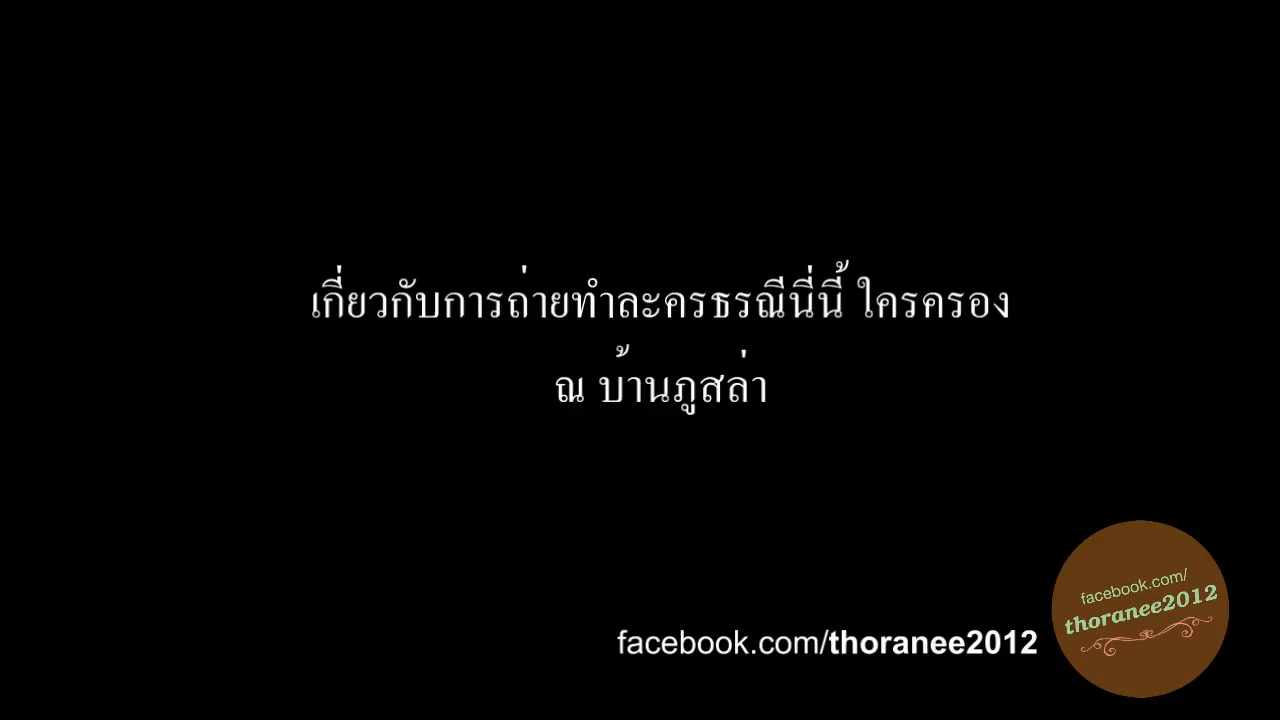 เกี่ยวกับการถ่ายทำละครธรณีนี่นี้ ใครครอง
ณ บ้านภูสล่า
facebook.com/
thoranee2012
facebook.com/thoranee2012